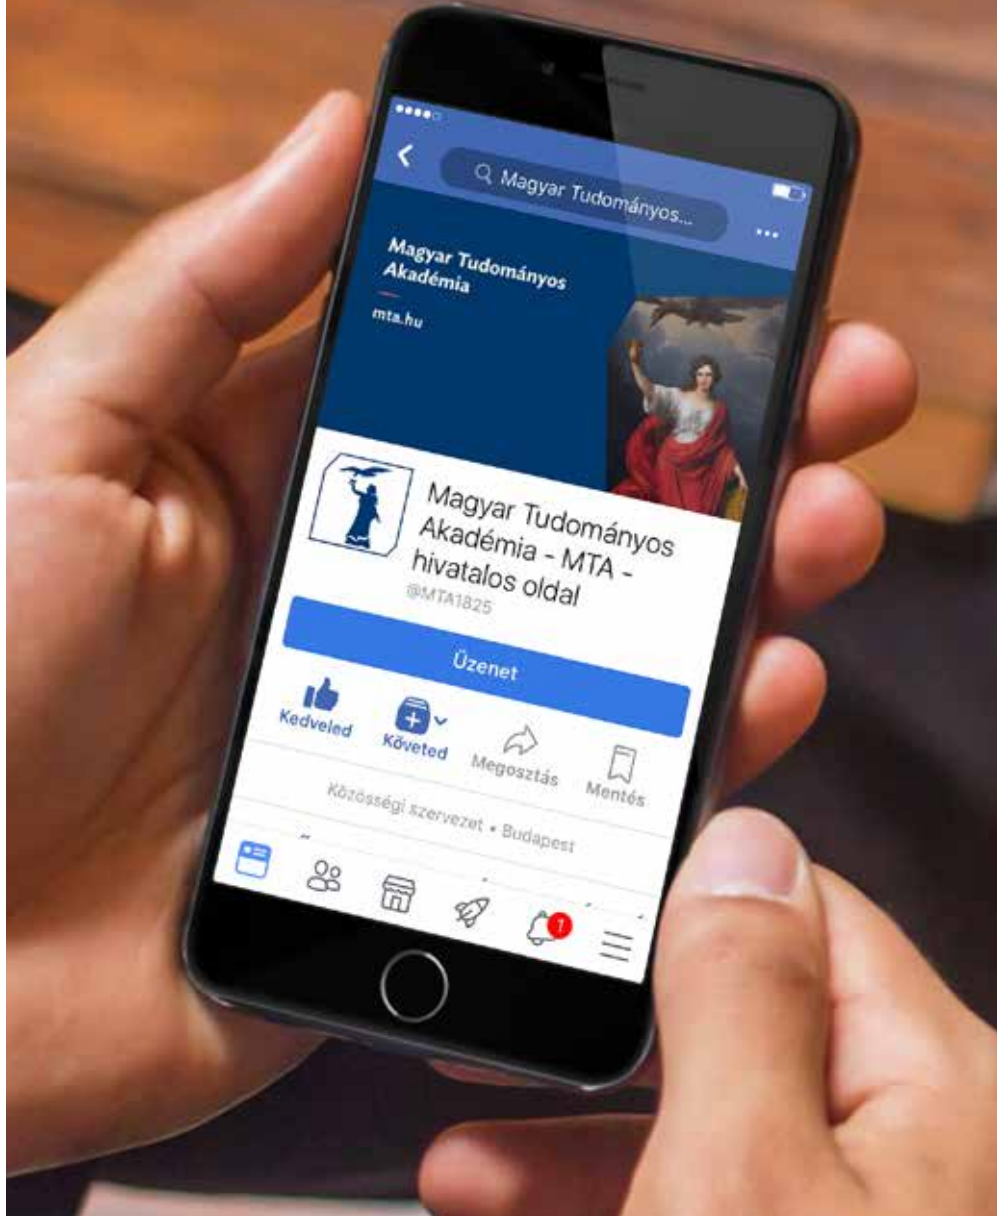 Magyar Tudományos...
Magyar Tudományos
Akadémia
mta.hu
Magyar Tudományos
Akadémia - MTA -
hivatalos oldal
@MTA1825
Üzenet
Kedveled Követed Megosztás Mentés
Közösségi szervezet • Budapest
1